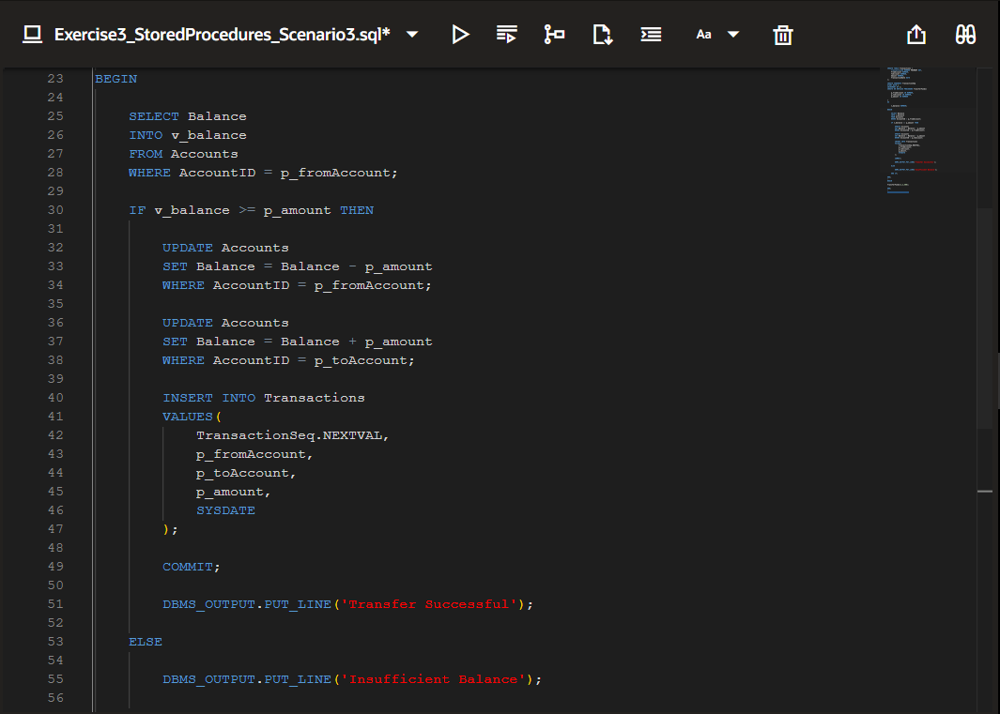 Exercise3_StoredProcedures_Scenario3.sql*
Aa
23 BEGIN
24
25 SELECT Balance
26 INTO v_balance
27 FROM Accounts
28 WHERE AccountID = p_fromAccount;
29
30 IF v_balance >= p_amount THEN
31
32 UPDATE Accounts
33 SET Balance = Balance - p_amount
34 WHERE AccountID = p_fromAccount;
35
36 UPDATE Accounts
37 SET Balance = Balance + p_amount
38 WHERE AccountID = p_toAccount;
39
40 INSERT INTO Transactions
41 VALUES(
42 TransactionSeq.NEXTVAL,
43 p_fromAccount,
44 p_toAccount,
45 p_amount,
46 SYSDATE
47 );
48
49 COMMIT;
50
51 DBMS_OUTPUT.PUT_LINE('Transfer Successful');
52
53 ELSE
54
55 DBMS_OUTPUT.PUT_LINE('Insufficient Balance');
56